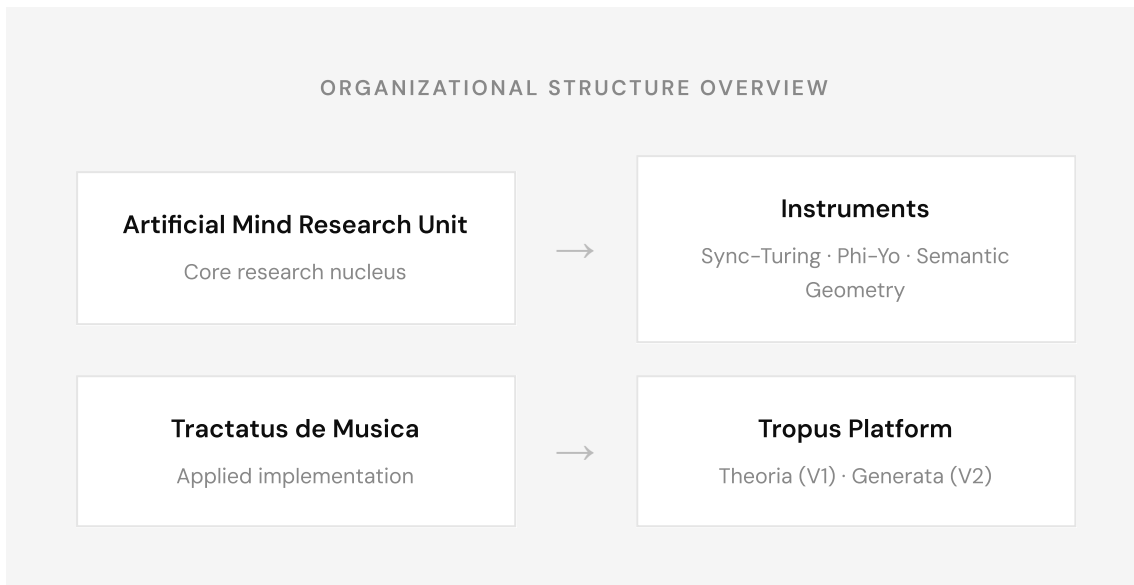 ORGANIZATIONAL STRUCTURE OVERVIEW
Artificial Mind Research Unit
Core research nucleus
→
Instruments
Sync-Turing · Phi-Yo · Semantic
Geometry
Tractatus de Musica
Applied implementation
→
Tropus Platform
Theoria (V1) · Generata (V2)